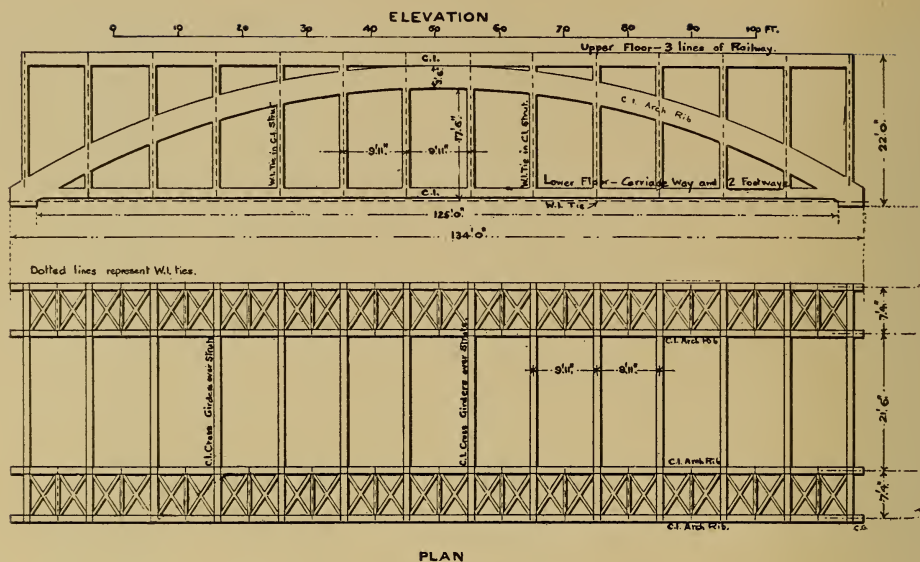 ELEVATION
0 10 20 30 40 50 60 70 80 90 100 FT.
Upper Floor—3 lines of Railway.
C.I.
3'6"
C.I. Arch Rib
W.I. Tie in C.I. Strut.
17'6"
W.I. Tie in C.I. Strut.
22'0"
9'11" 9'11"
Lower Floor—Carriage Way and 2 Footways
C.I.
W.I. Tie
125'0"
134'0"
Dotted lines represent W.I. ties.
7'4"
C.I. Arch Rib
C.I. Cross Girders over Struts.
C.I. Cross Girders over Struts.
9'11" 9'11"
21'6"
C.I. Arch Rib
7'4"
C.I. Arch Rib.
PLAN